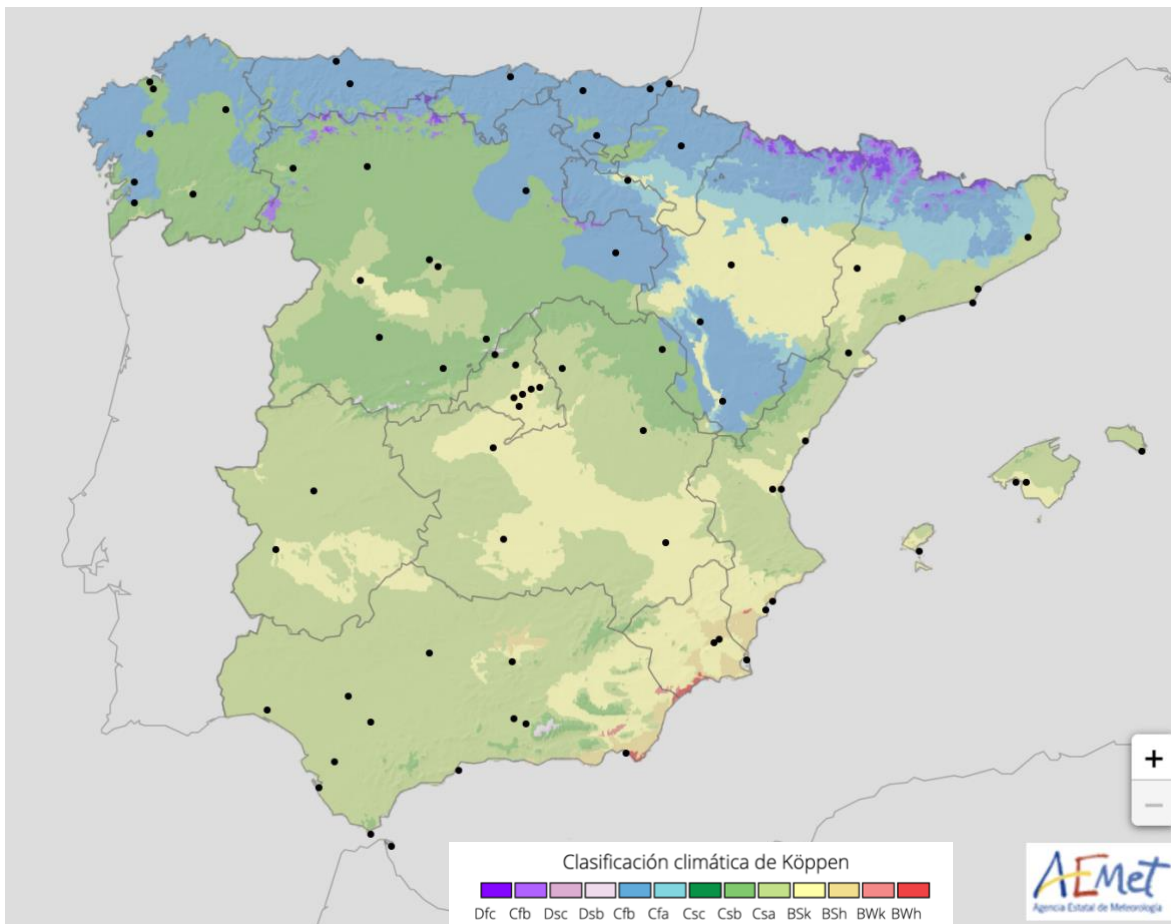 +
−
Clasificación climática de Köppen
Dfc Cfb Dsc Dsb Cfb Cfa Csc Csb Csa BSk BSh BWk BWh
AEMet
Agencia Estatal de Meteorología